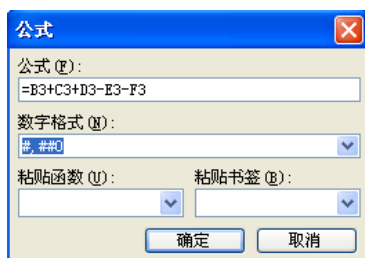 公式
公式(F):
=B3+C3+D3-E3-F3
数字格式(N):
#,##0
粘贴函数(U): 粘贴书签(B):
确定 取消